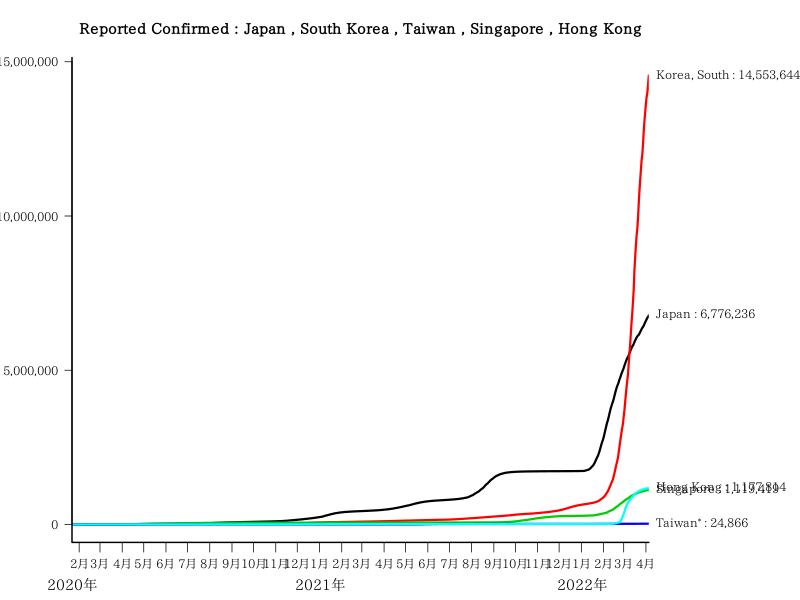 Reported Confirmed : Japan , South Korea , Taiwan , Singapore , Hong Kong
15,000,000
Korea, South : 14,553,644
10,000,000
Japan : 6,776,236
5,000,000
Hong Kong :
Singapore :
0
Taiwan* : 24,866
2月 3月 4月 5月 6月 7月 8月 9月 10月 11月 12月 1月 2月 3月 4月 5月 6月 7月 8月 9月 10月 11月 12月 1月 2月 3月 4月
2020年 2021年 2022年